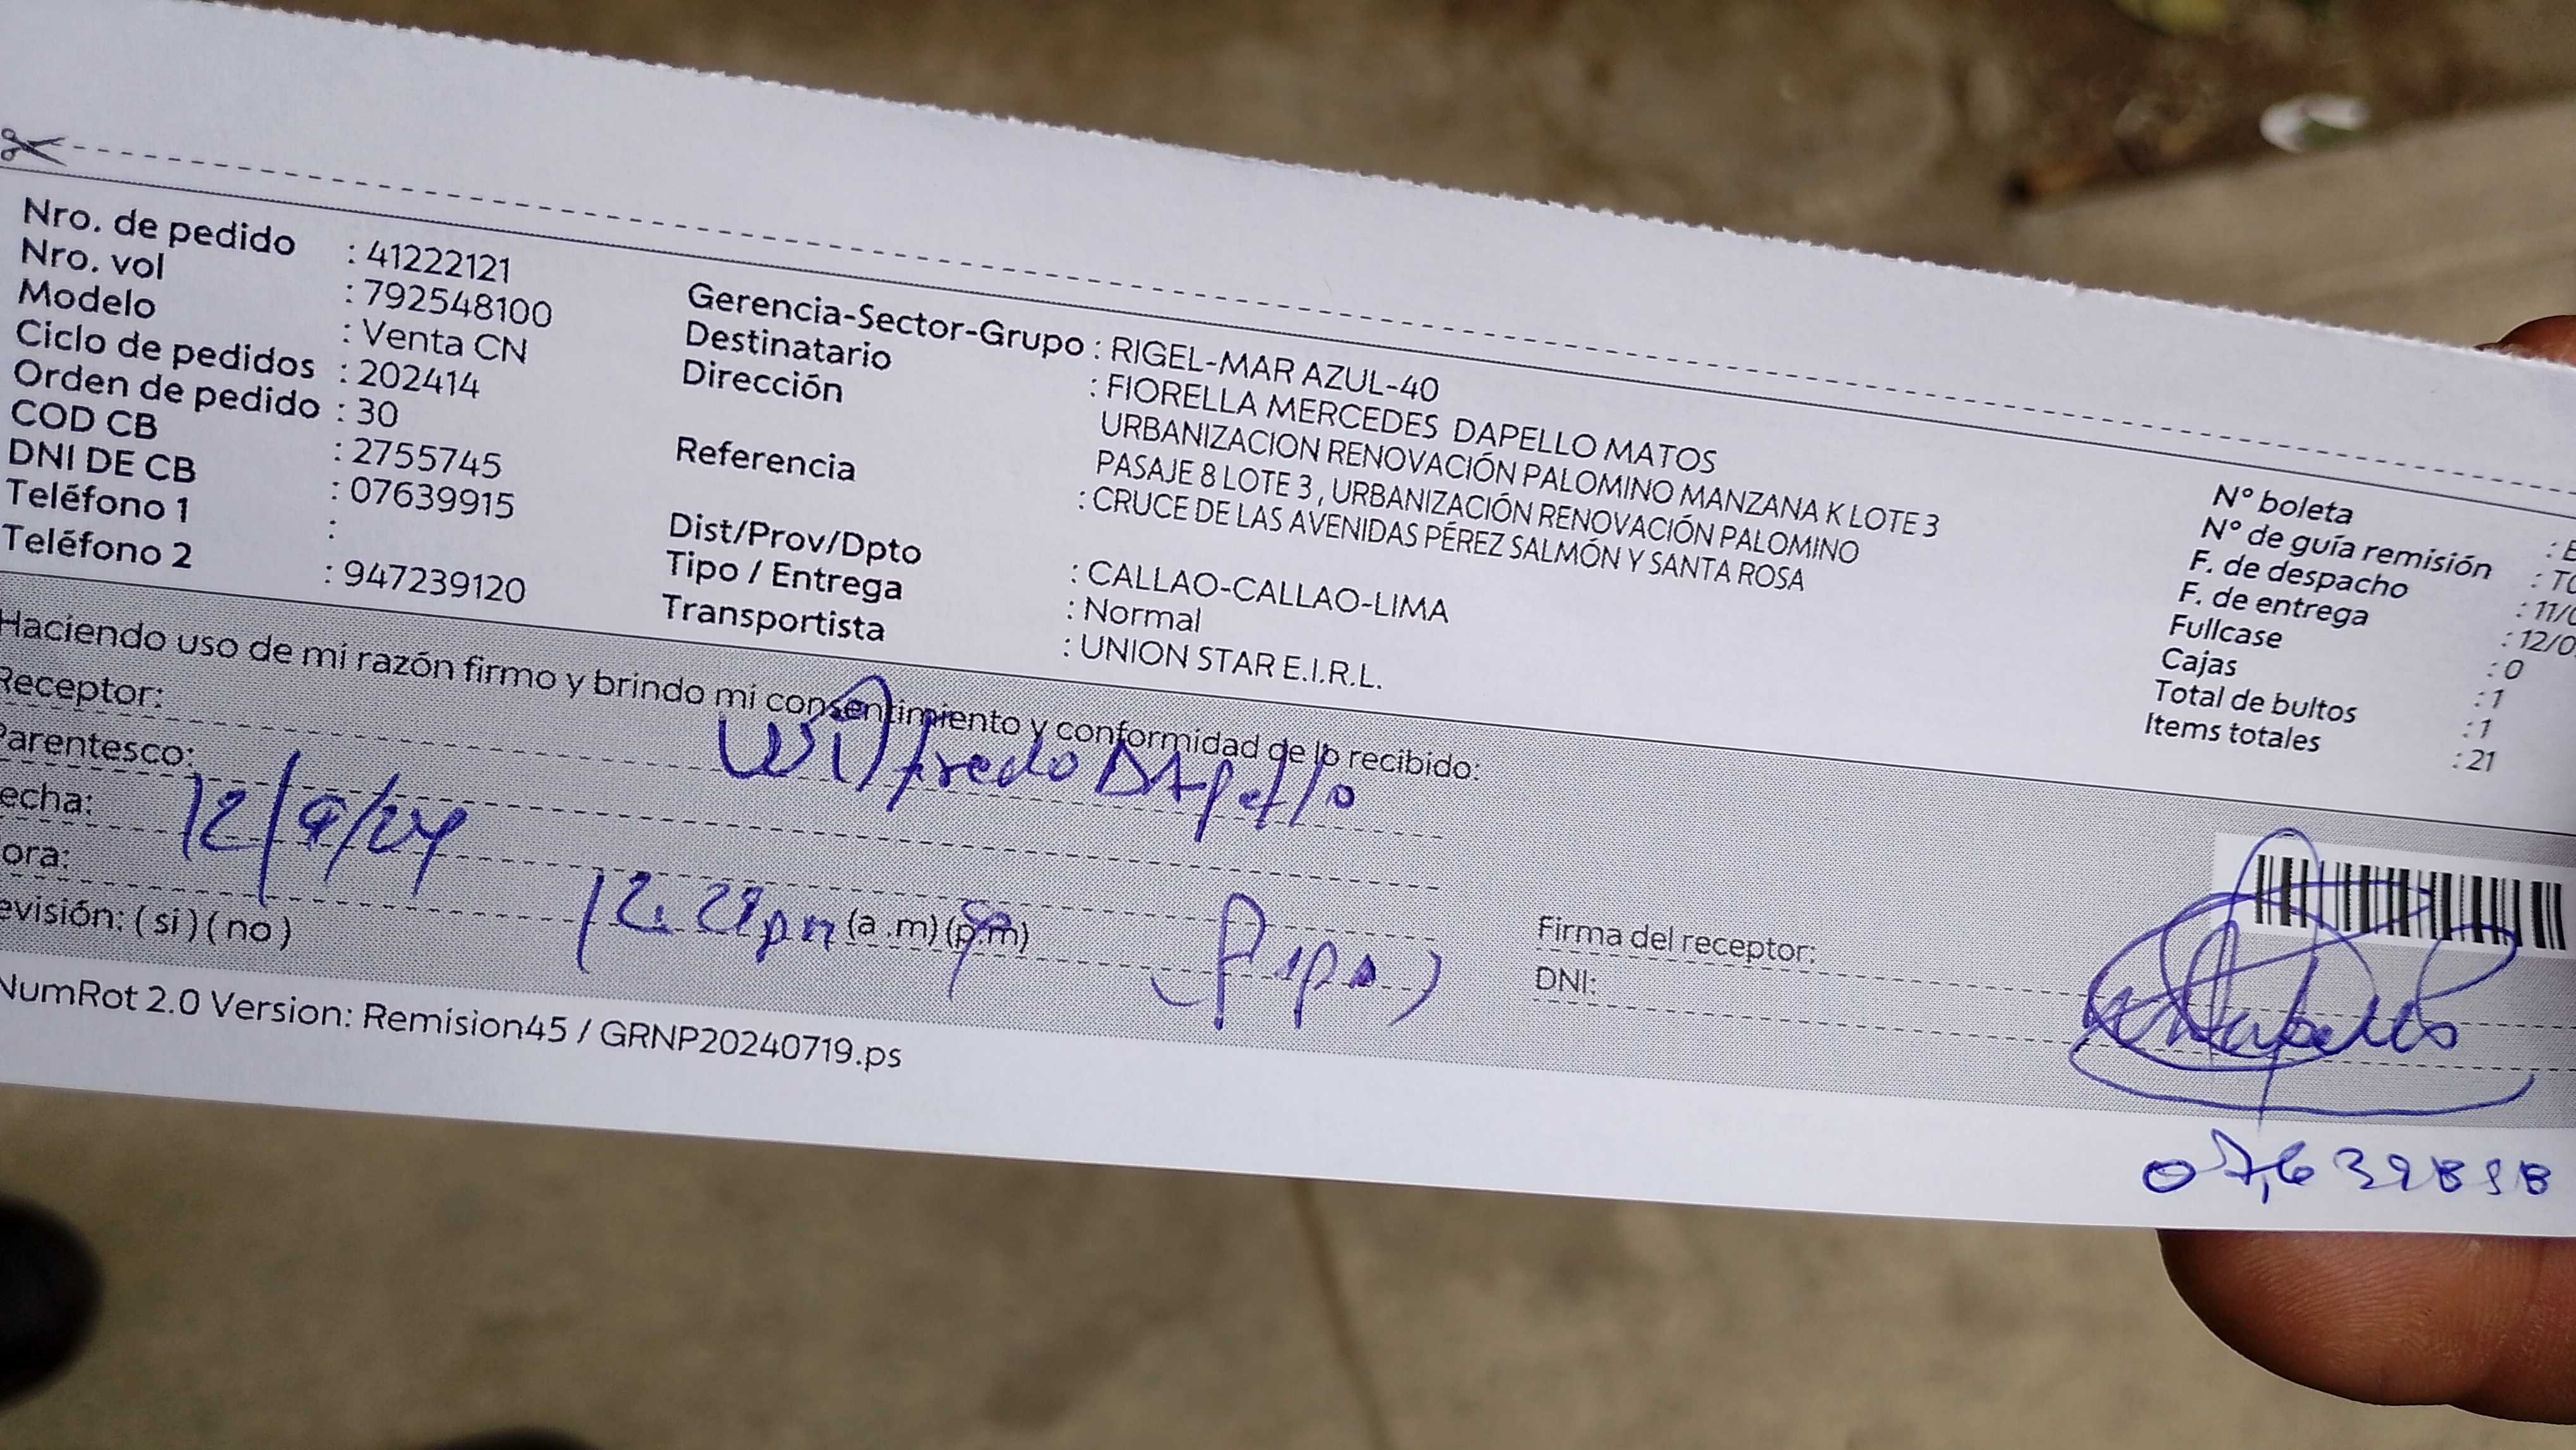 Nro. de pedido : 41222121
Nro. vol : 792548100
Modelo : Venta CN
Ciclo de pedidos : 202414
Orden de pedido : 30
COD CB : 2755745
DNI DE CB : 07639915
Teléfono 1 :
Teléfono 2 : 947239120
Gerencia-Sector-Grupo : RIGEL-MAR AZUL-40
Destinatario : FIORELLA MERCEDES DAPELLO MATOS
Dirección URBANIZACION RENOVACIÓN PALOMINO MANZANA K LOTE 3
PASAJE 8 LOTE 3 , URBANIZACIÓN RENOVACIÓN PALOMINO
Referencia : CRUCE DE LAS AVENIDAS PÉREZ SALMÓN Y SANTA ROSA
Dist/Prov/Dpto : CALLAO-CALLAO-LIMA
Tipo / Entrega : Normal
Transportista : UNION STAR E.I.R.L.
N° boleta : E
N° de guía remisión : T0
F. de despacho : 11/0
F. de entrega : 12/0
Fullcase : 0
Cajas : 1
Total de bultos : 1
Items totales : 21
Haciendo uso de mi razón firmo y brindo mi consentimiento y conformidad de lo recibido:
Receptor: Wilfredo DApello
Parentesco:
echa: 12/9/24
ora: 12. 29 pm (a .m) (p.m)
evisión: ( si ) ( no )
Firma del receptor:
DNI:
NumRot 2.0 Version: Remision45 / GRNP20240719.ps